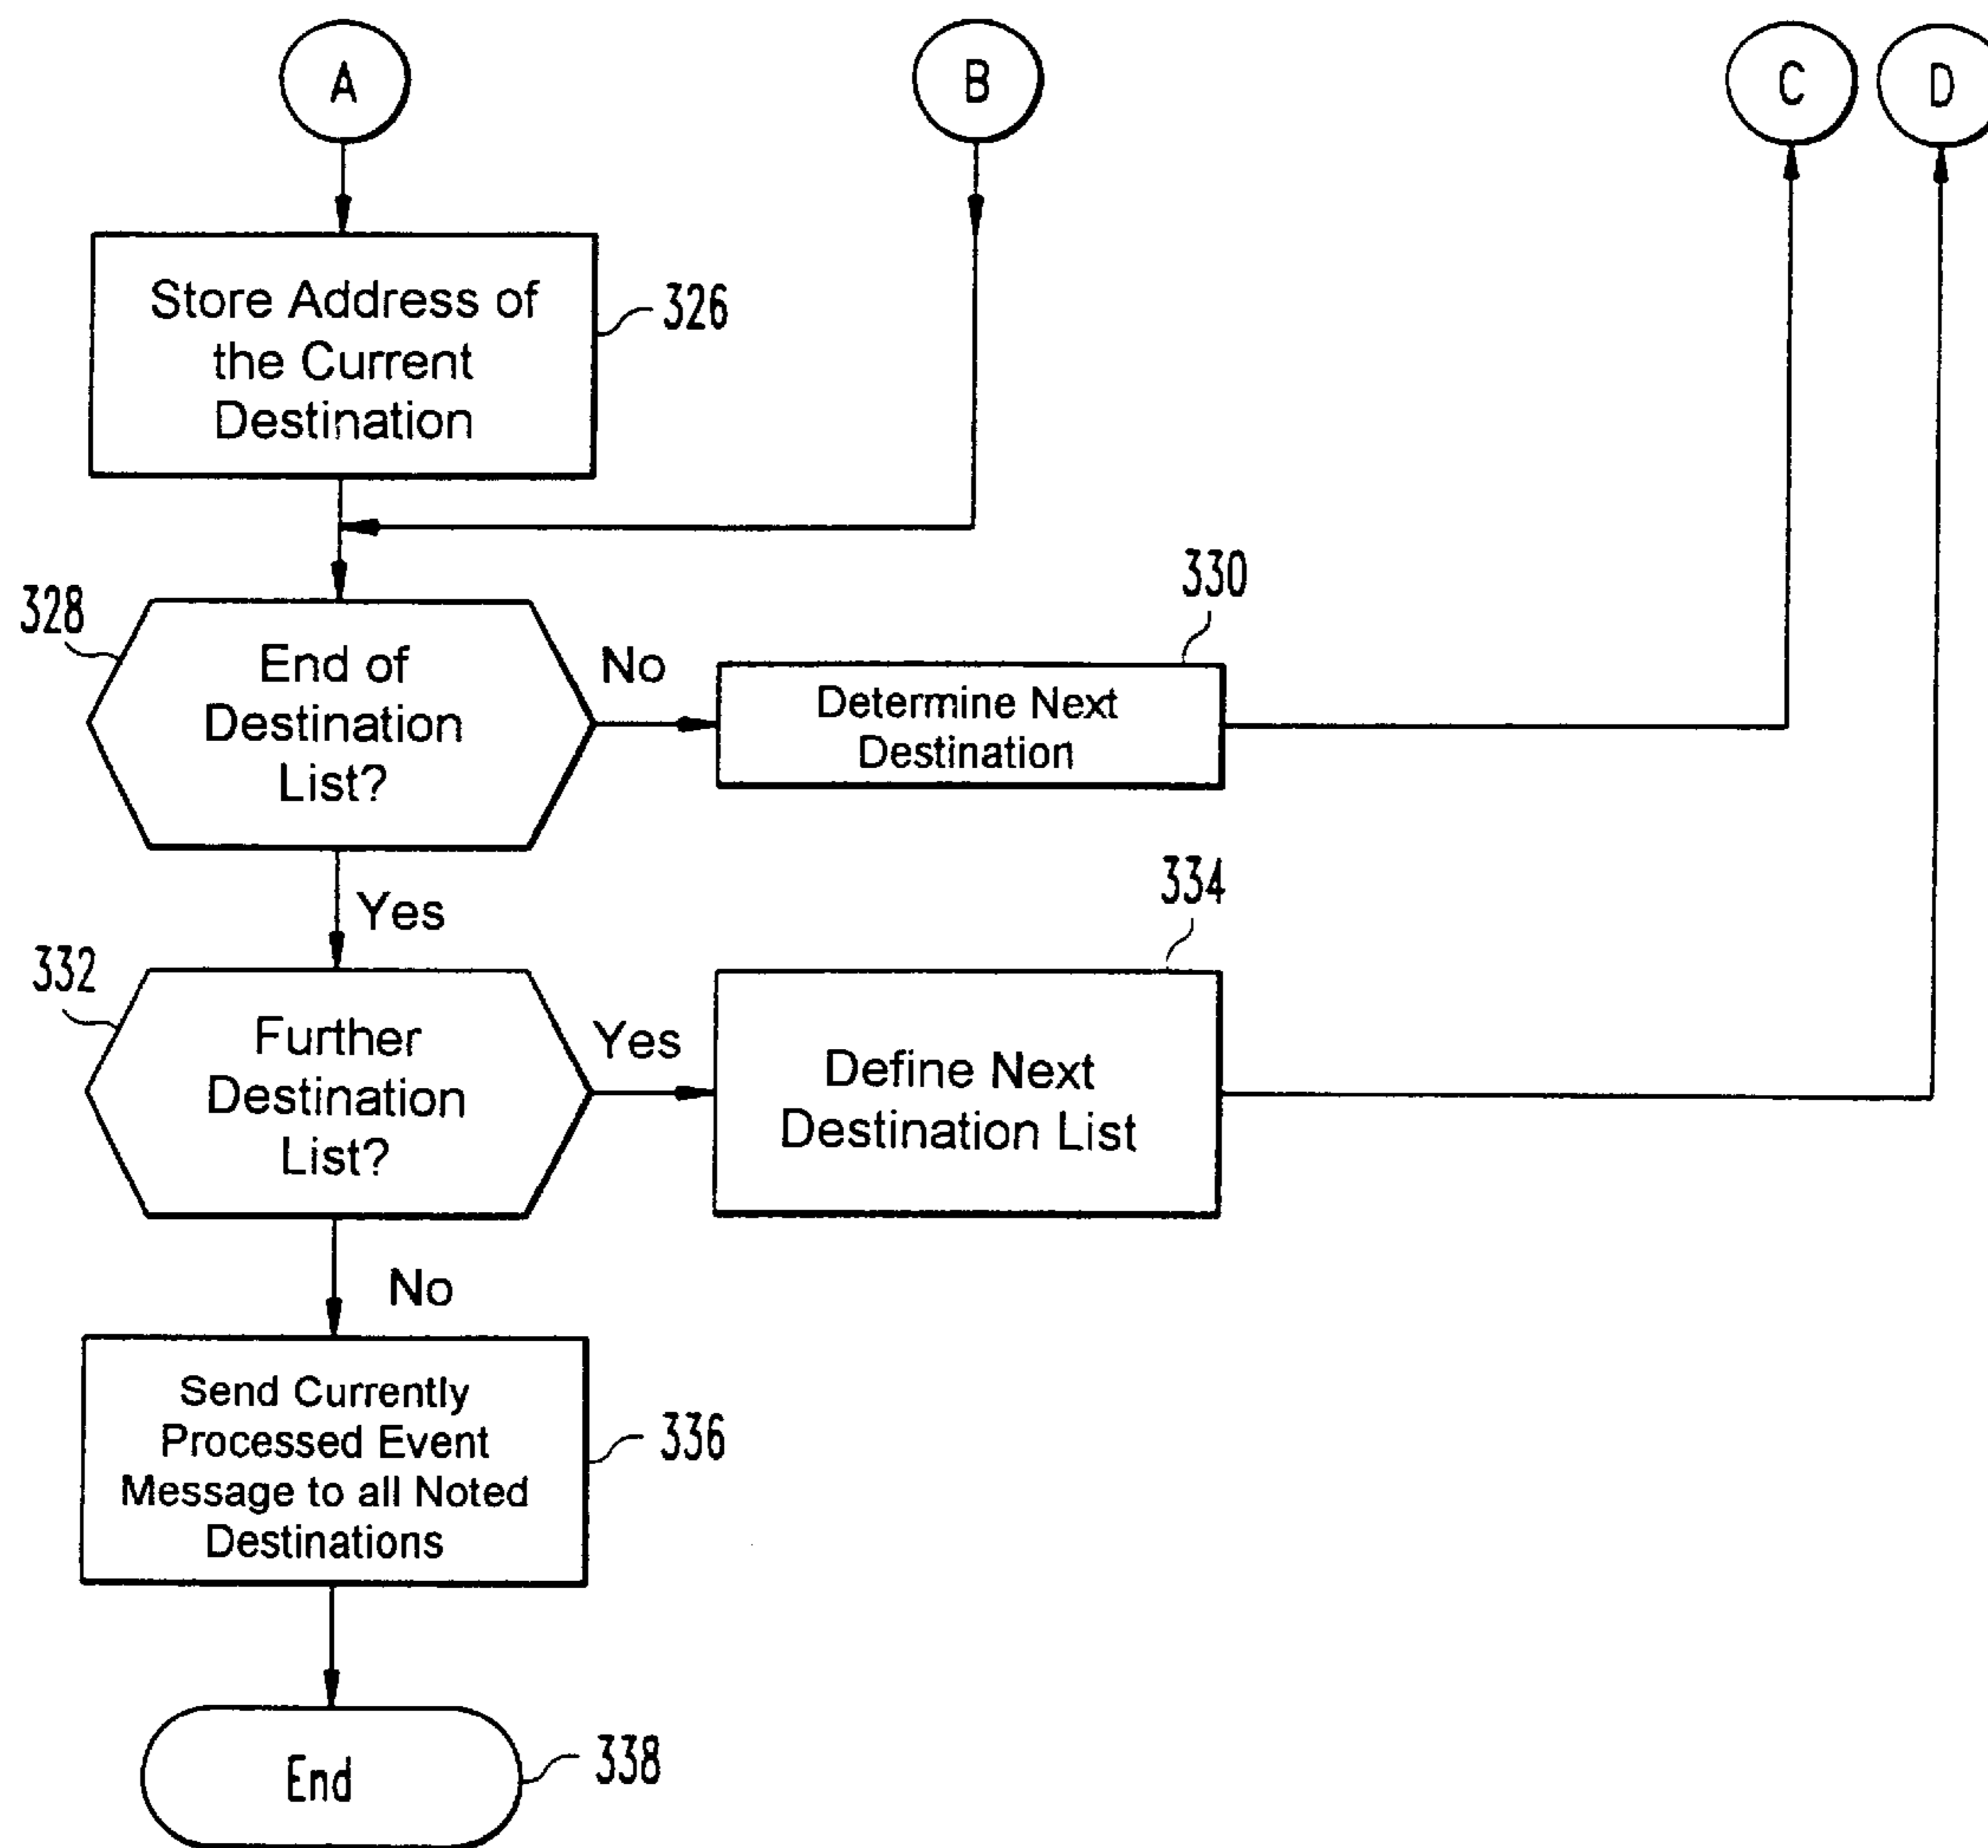 A
B
C
D
Store Address of
the Current
Destination
326
328
End of
Destination
List?
No
330
Determine Next
Destination
Yes
332
Further
Destination
List?
Yes
334
Define Next
Destination List
No
Send Currently
Processed Event
Message to all Noted
Destinations
336
End
338